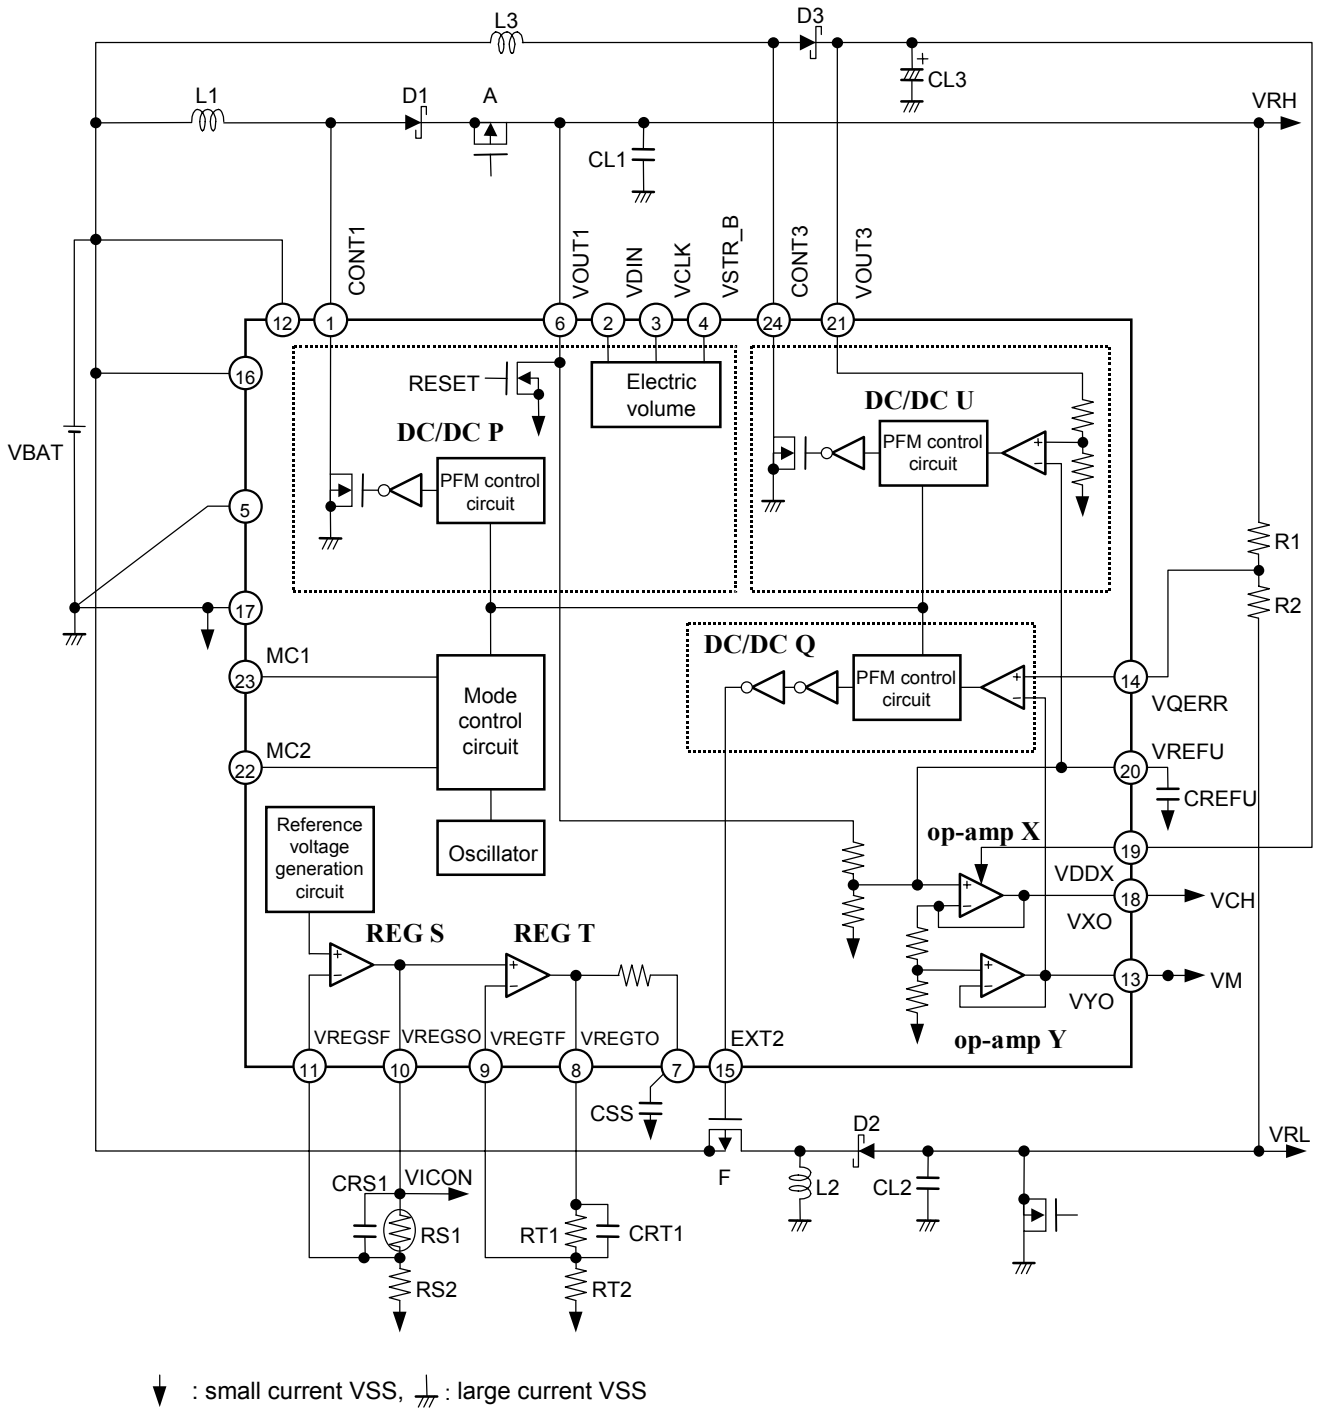 L3
D3
CL3
L1
D1
A
VRH
CL1
CONT1
VOUT1
VDIN
VCLK
VSTR_B
CONT3
VOUT3
12
1
6
2
3
4
24
21
16
RESET
Electric
volume
DC/DC U
DC/DC P
PFM control
circuit
PFM control
circuit
VBAT
5
R1
R2
17
DC/DC Q
MC1
23
Mode
control
circuit
PFM control
circuit
14
VQERR
MC2
22
VREFU
20
CREFU
Reference
voltage
generation
circuit
Oscillator
op-amp X
19
VDDX
18
VCH
VXO
REG S
REG T
13
VM
VYO
op-amp Y
VREGSF
VREGSO
VREGTF
VREGTO
EXT2
11
10
9
8
7
15
CSS
D2
VRL
F
L2
CL2
CRS1
VICON
RS1
RT1
CRT1
RS2
RT2
: small current VSS,
: large current VSS
+
+
−
+
−
+
−
+
−
+
−
+
−